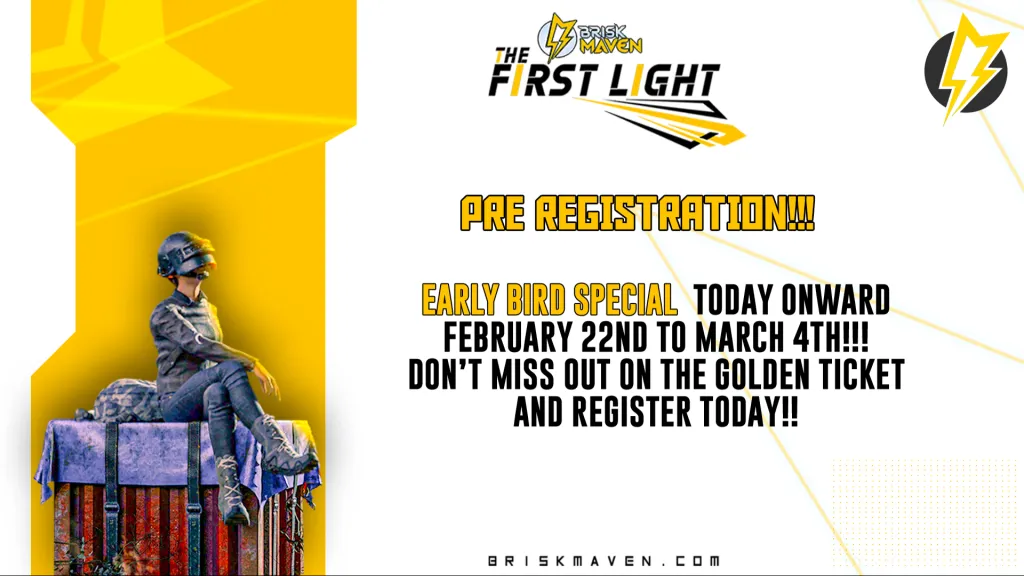 BRISK
MAVEN
THE
FIRST LIGHT
PRE REGISTRATION!!!
EARLY BIRD SPECIAL TODAY ONWARD
FEBRUARY 22ND TO MARCH 4TH!!!
DON'T MISS OUT ON THE GOLDEN TICKET
AND REGISTER TODAY!!
BRISKMAVEN.COM